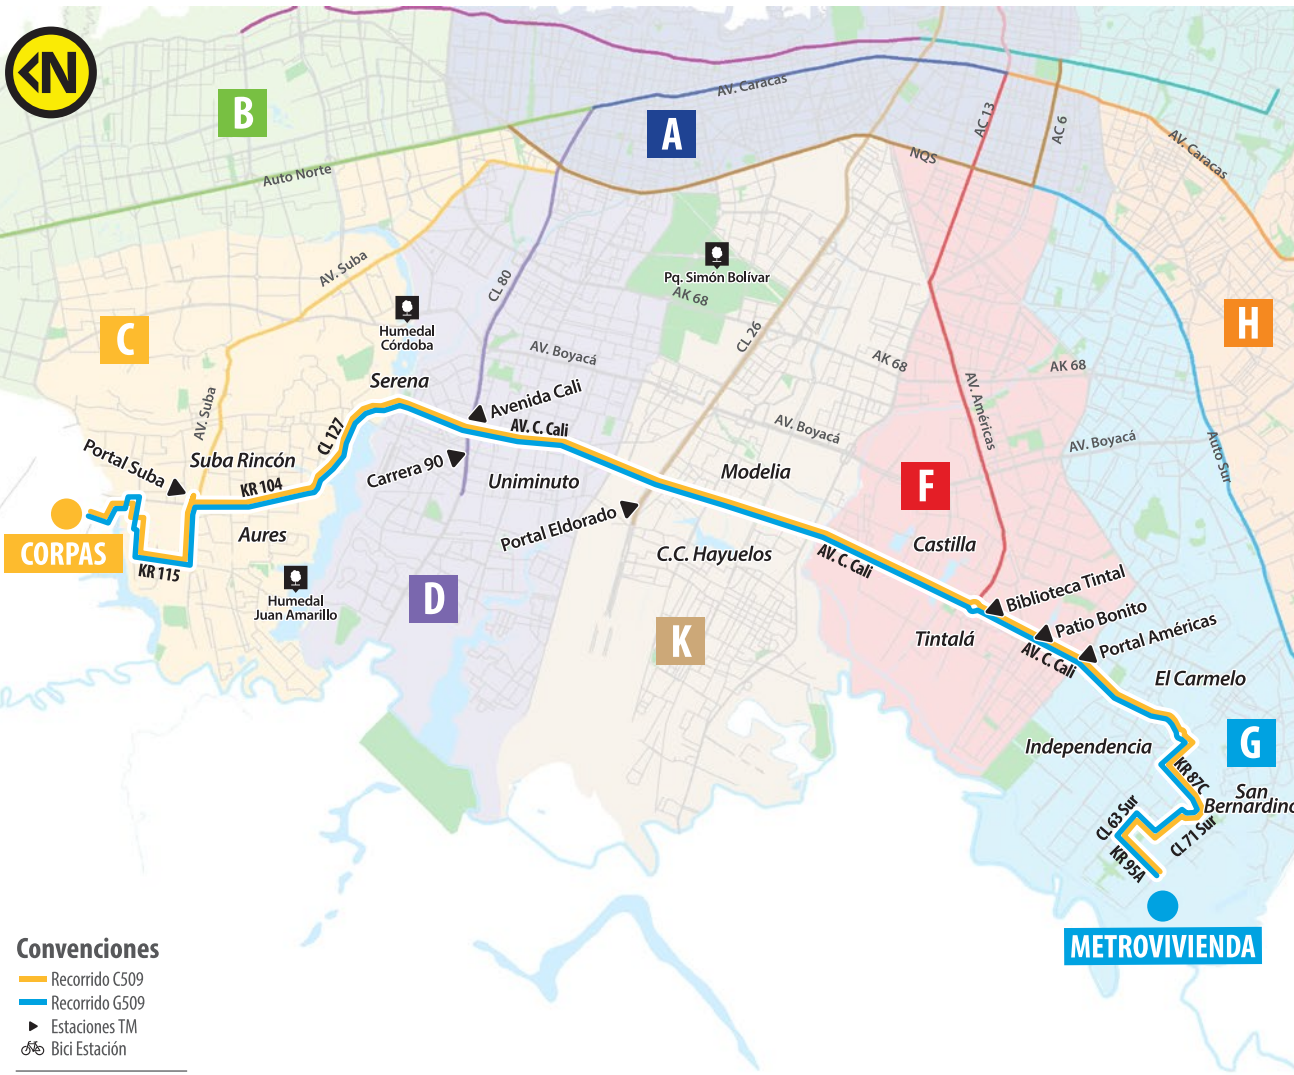 N
B
A
AV. Caracas
AC 13
AC 6
NQS
AV. Caracas
Auto Norte
AV. Suba
CL 80
Pq. Simón Bolívar
AK 68
CL 26
Humedal
Córdoba
C
H
AV. Boyacá
AK 68
AK 68
Serena
AV. Suba
Avenida Cali
AV. C. Cali
AV. Boyacá
AV. Américas
AV. Boyacá
Auto Sur
CL 127
Portal Suba
Suba Rincón
KR 104
Carrera 90
Uniminuto
Modelia
F
Portal Eldorado
CORPAS
Aures
KR 115
C.C. Hayuelos
AV. C. Cali
Castilla
Humedal
Juan Amarillo
D
K
Biblioteca Tintal
Patio Bonito
Portal Américas
Tintalá
AV. C. Cali
El Carmelo
Independencia
G
KR 87C
San
Bernardino
CL 63 Sur
CL 71 Sur
KR 95A
METROVIVIENDA
Convenciones
Recorrido C509
Recorrido G509
Estaciones TM
Bici Estación